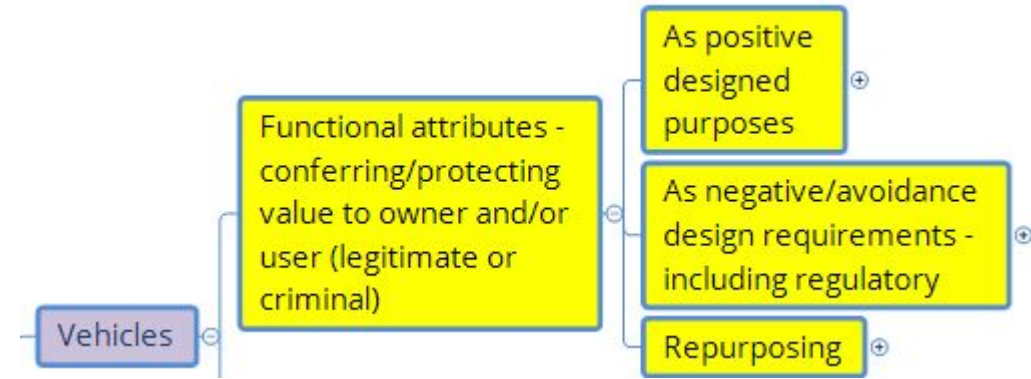 Vehicles
Functional attributes -
conferring/protecting
value to owner and/or
user (legitimate or
criminal)
As positive
designed
purposes
As negative/avoidance
design requirements -
including regulatory
Repurposing